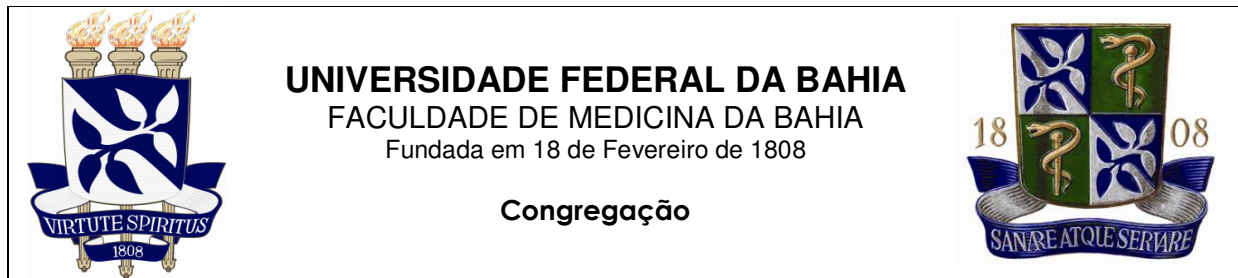 VIRTUTE SPIRITUS
1808
UNIVERSIDADE FEDERAL DA BAHIA
FACULDADE DE MEDICINA DA BAHIA
Fundada em 18 de Fevereiro de 1808
Congregação
18 08
SANARE ATQUE SERVARE